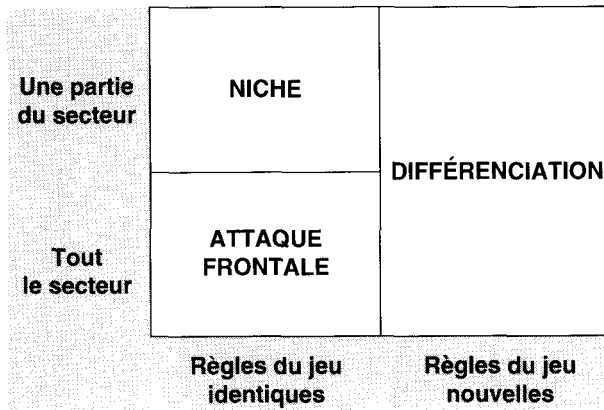 Une partie
du secteur
NICHE
DIFFÉRENCIATION
Tout
le secteur
ATTAQUE
FRONTALE
Règles du jeu
identiques
Règles du jeu
nouvelles